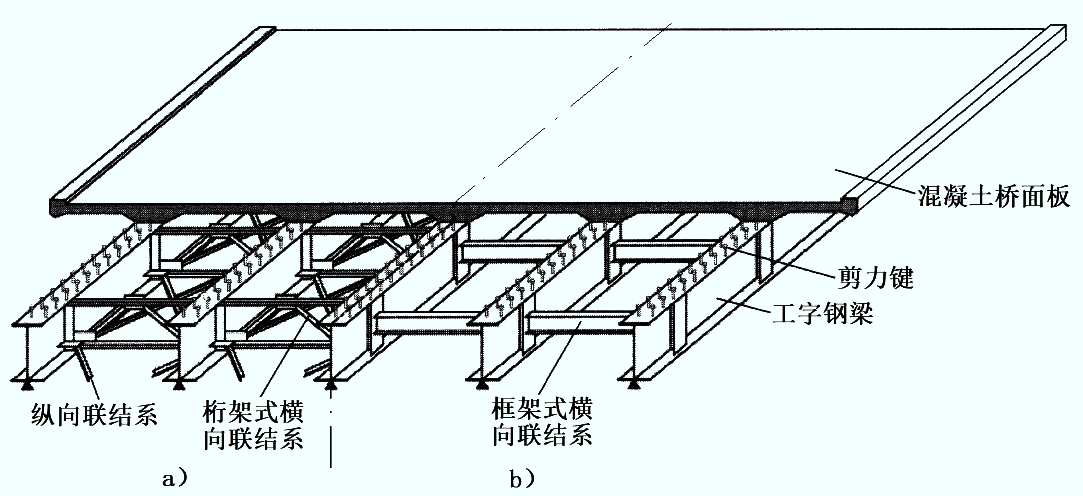 混凝土桥面板
剪力键
工字钢梁
纵向联结系
桁架式横
向联结系
框架式横
向联结系
a）
b）